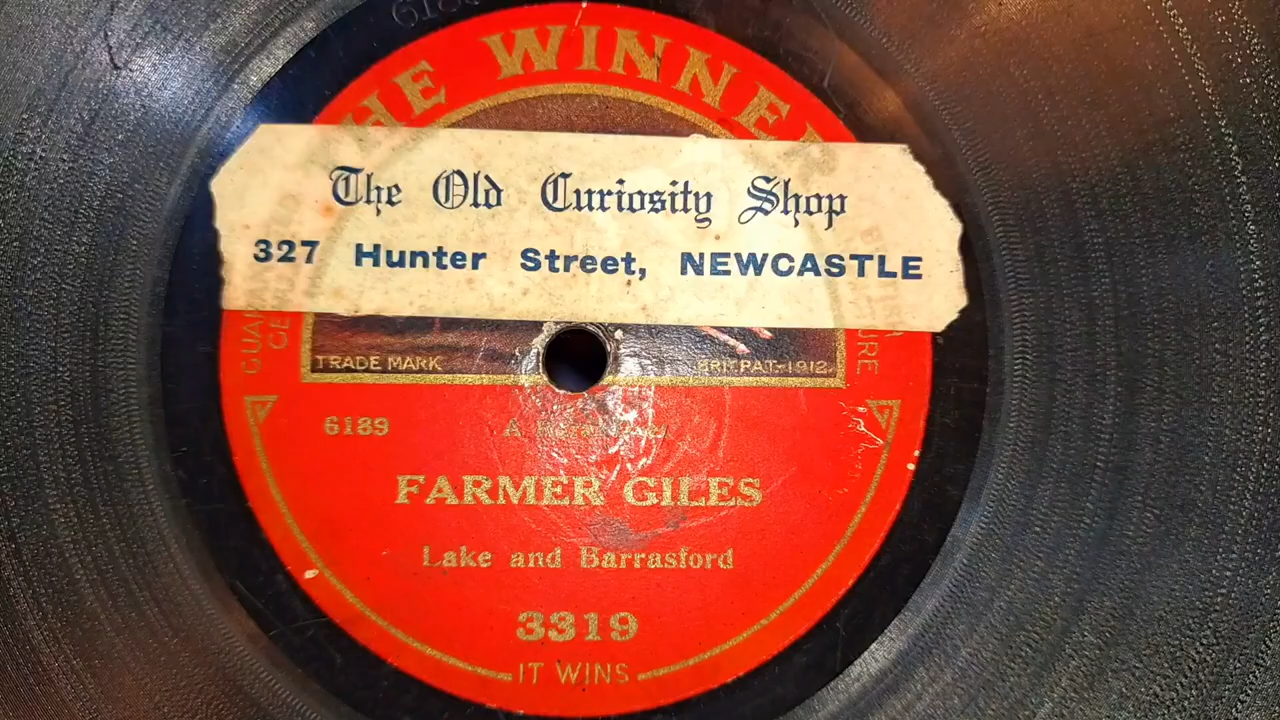 THE WINNER
The Old Curiosity Shop
327 Hunter Street, NEWCASTLE
TRADE MARK
BRIT.PAT.-1912.
6189
A
FARMER GILES
Lake and Barrasford
3319
IT WINS